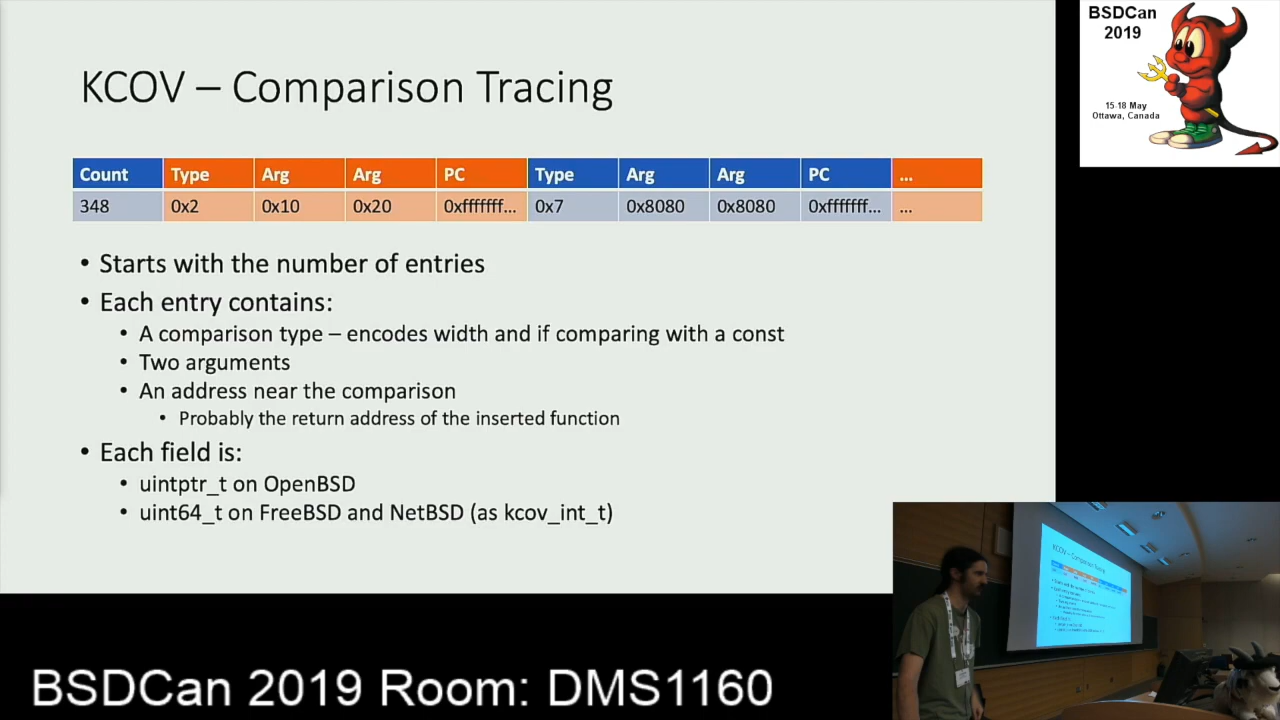 KCOV – Comparison Tracing
Count Type Arg Arg PC Type Arg Arg PC ...
348 0x2 0x10 0x20 0xfffffff... 0x7 0x8080 0x8080 0xfffffff... ...
• Starts with the number of entries
• Each entry contains:
• A comparison type – encodes width and if comparing with a const
• Two arguments
• An address near the comparison
• Probably the return address of the inserted function
• Each field is:
• uintptr_t on OpenBSD
• uint64_t on FreeBSD and NetBSD (as kcov_int_t)
BSDCan
2019
15-18 May
Ottawa, Canada
KCOV – Comparison Tracing
BSDCan 2019 Room: DMS1160